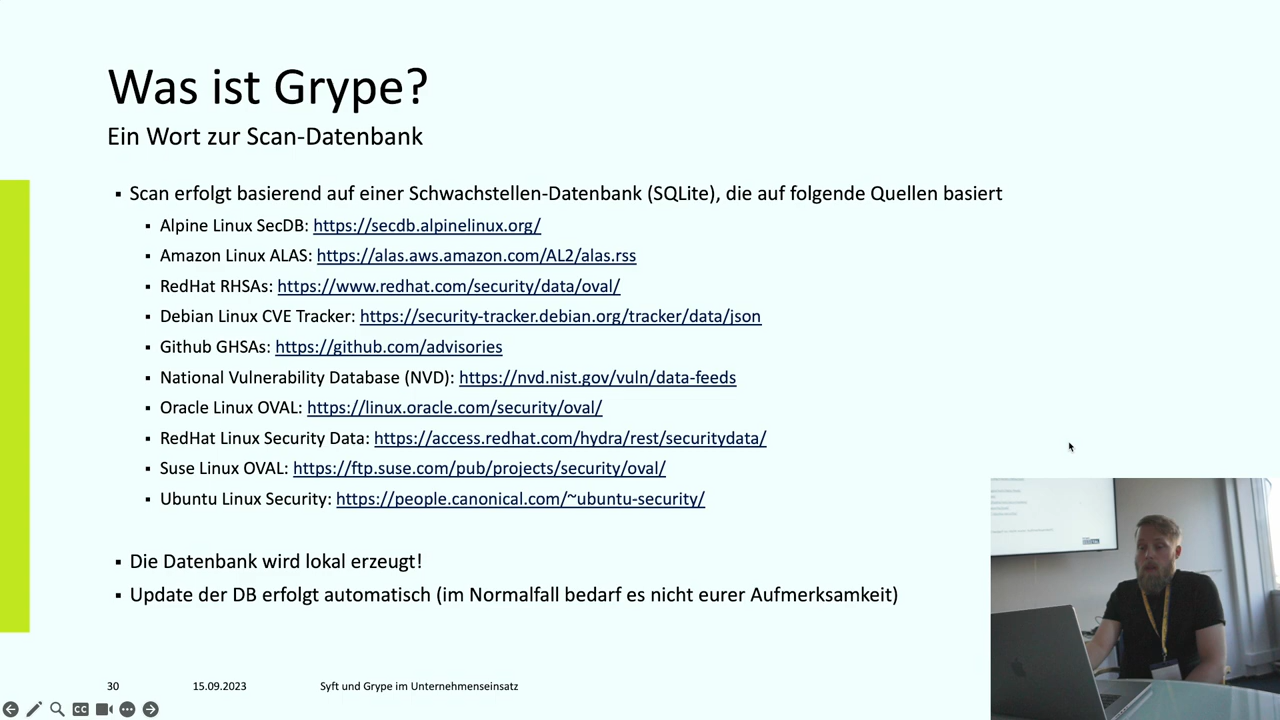 Was ist Grype?
Ein Wort zur Scan-Datenbank
▪ Scan erfolgt basierend auf einer Schwachstellen-Datenbank (SQLite), die auf folgende Quellen basiert
▪ Alpine Linux SecDB: https://secdb.alpinelinux.org/
▪ Amazon Linux ALAS: https://alas.aws.amazon.com/AL2/alas.rss
▪ RedHat RHSAs: https://www.redhat.com/security/data/oval/
▪ Debian Linux CVE Tracker: https://security-tracker.debian.org/tracker/data/json
▪ Github GHSAs: https://github.com/advisories
▪ National Vulnerability Database (NVD): https://nvd.nist.gov/vuln/data-feeds
▪ Oracle Linux OVAL: https://linux.oracle.com/security/oval/
▪ RedHat Linux Security Data: https://access.redhat.com/hydra/rest/securitydata/
▪ Suse Linux OVAL: https://ftp.suse.com/pub/projects/security/oval/
▪ Ubuntu Linux Security: https://people.canonical.com/~ubuntu-security/
▪ Die Datenbank wird lokal erzeugt!
▪ Update der DB erfolgt automatisch (im Normalfall bedarf es nicht eurer Aufmerksamkeit)
30 15.09.2023 Syft und Grype im Unternehmenseinsatz
CC